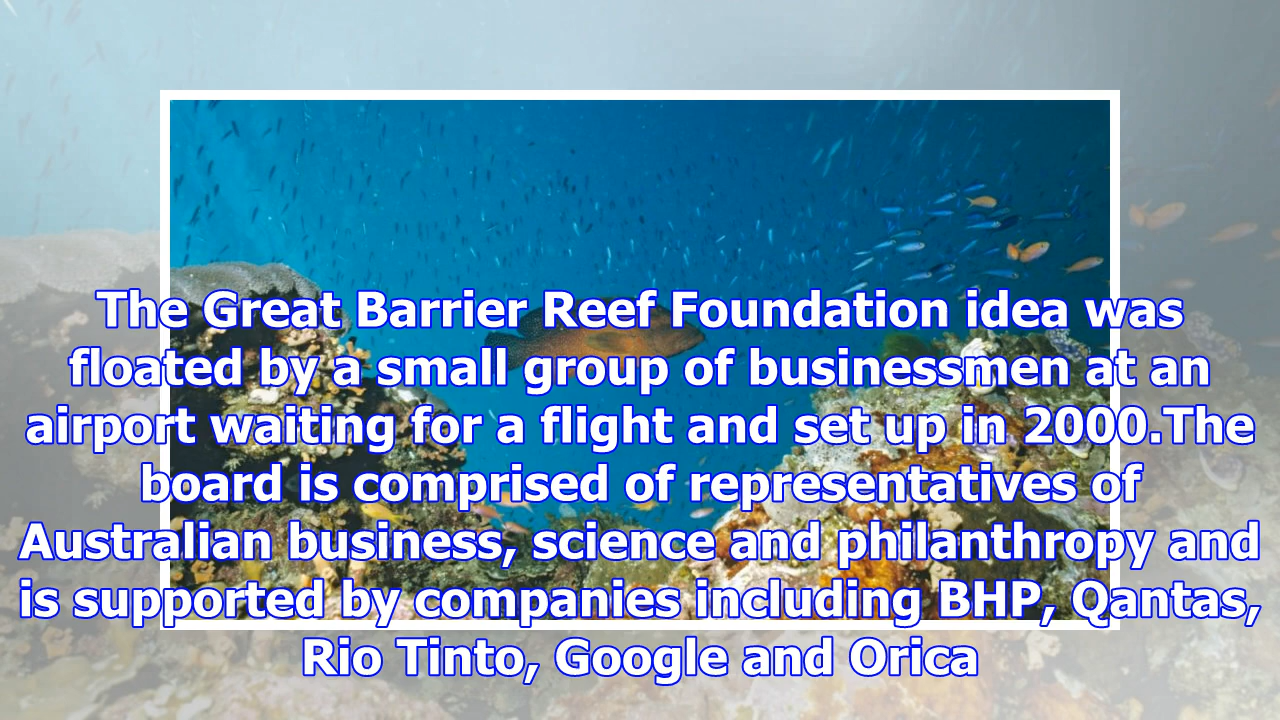 The Great Barrier Reef Foundation idea was
floated by a small group of businessmen at an
airport waiting for a flight and set up in 2000.The
board is comprised of representatives of
Australian business, science and philanthropy and
is supported by companies including BHP, Qantas,
Rio Tinto, Google and Orica